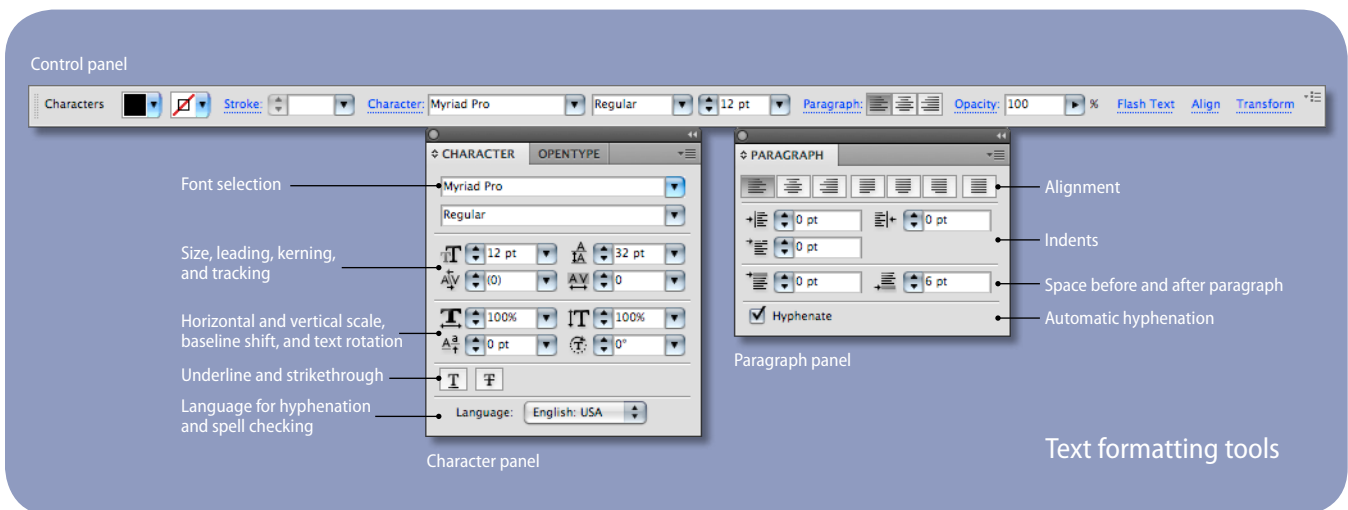 Control panel
Characters Stroke: Character: Myriad Pro Regular 12 pt Paragraph: Opacity: 100 % Flash Text Align Transform
CHARACTER OPENTYPE
Font selection
Myriad Pro
Regular
Size, leading, kerning,
and tracking
12 pt 32 pt
(0) 0
Horizontal and vertical scale,
baseline shift, and text rotation
100% 100%
0 pt 0°
Underline and strikethrough
T T
Language for hyphenation
and spell checking
Language: English: USA
Character panel
PARAGRAPH
Alignment
0 pt 0 pt
0 pt
Indents
0 pt 6 pt
Space before and after paragraph
Hyphenate
Automatic hyphenation
Paragraph panel
Text formatting tools